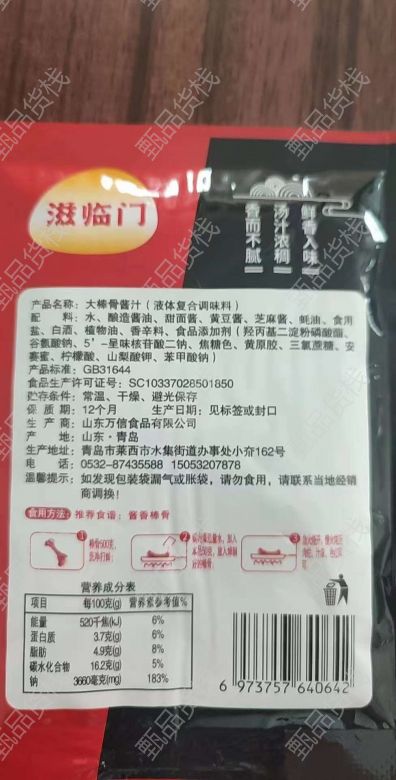 滋临门
鲜香入味
汤汁浓稠
香而不腻
产品名称：大棒骨酱汁（液体复合调味料）
配 料：水、酿造酱油、甜面酱、黄豆酱、芝麻酱、蚝油、食用
盐、白酒、植物油、香辛料、食品添加剂（羟丙基二淀粉磷酸酯、
谷氨酸钠、5’-呈味核苷酸二钠、焦糖色、黄原胶、三氯蔗糖、安
赛蜜、柠檬酸、山梨酸钾、苯甲酸钠）
产品标准：GB31644
食品生产许可证号：SC10337028501850
贮存条件：常温、干燥、避光保存
保 质 期：12个月 生产日期：见标签或封口
生 产 商：山东万信食品有限公司
产 地：山东·青岛
生产地址：青岛市莱西市水集街道办事处小夼162号
电 话：0532-87435588 15053207878
温馨提示：如发现包装袋漏气或胀袋，请勿食用，请联系当地经销
商调换！
食用方法：推荐食谱：酱香棒骨
1
棒骨500克，
2
3
营养成分表
项目 每100克(g) 营养素参考值%
能量 520千焦(kJ) 6%
蛋白质 3.7克(g) 6%
脂肪 4.9克(g) 8%
碳水化合物 16.2克(g) 5%
钠 3660毫克(mg) 183%
6 973757 640642
甄品货栈